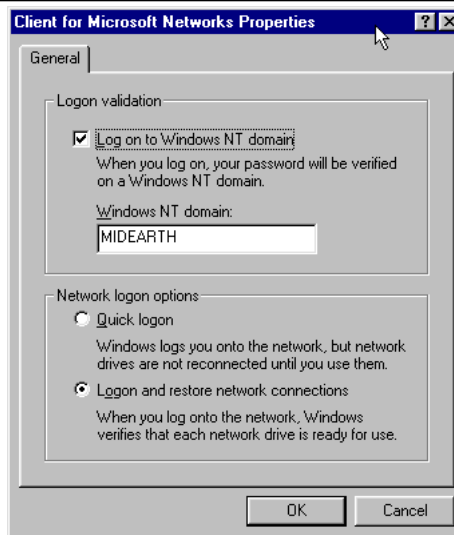 Client for Microsoft Networks Properties
General
Logon validation
Log on to Windows NT domain
When you log on, your password will be verified
on a Windows NT domain.
Windows NT domain:
MIDEARTH
Network logon options
Quick logon
Windows logs you onto the network, but network
drives are not reconnected until you use them.
Logon and restore network connections
When you log onto the network, Windows
verifies that each network drive is ready for use.
OK
Cancel